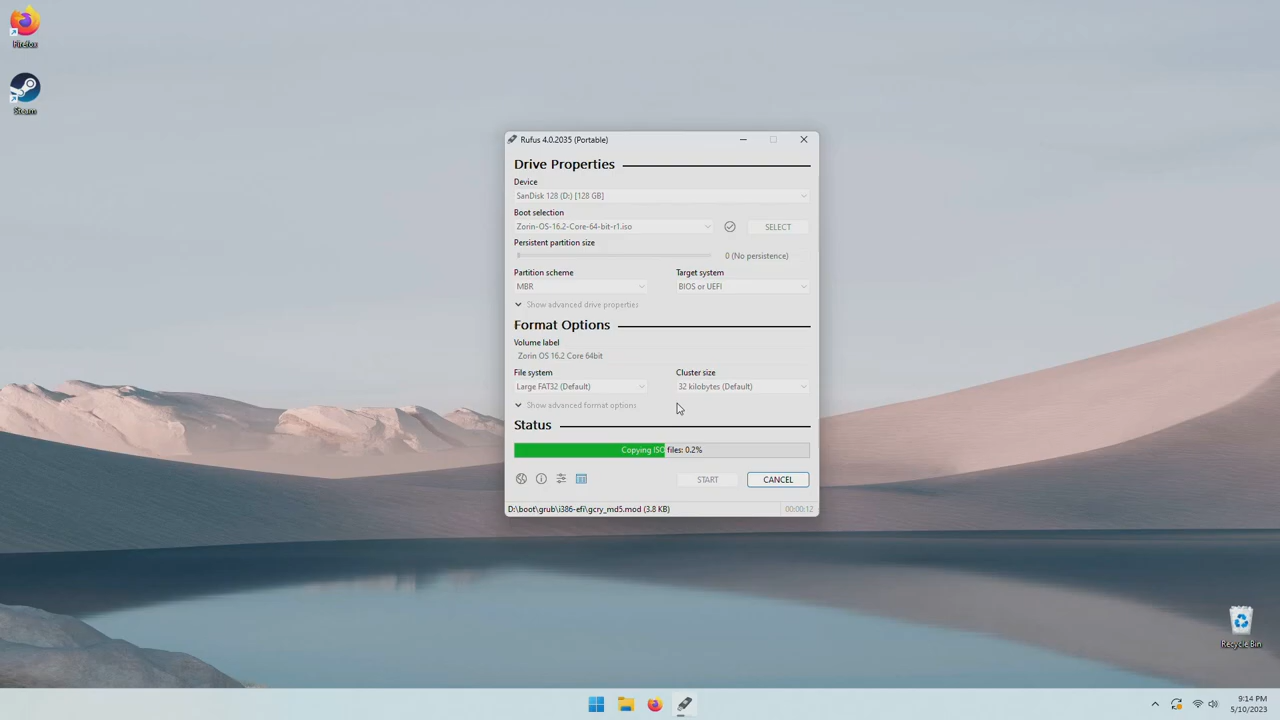 Firefox
Steam
Rufus 4.0.2035 (Portable)
Drive Properties
Device
SanDisk 128 (D:) [128 GB]
Boot selection
Zorin-OS-16.2-Core-64-bit-r1.iso
SELECT
Persistent partition size
0 (No persistence)
Partition scheme
Target system
MBR
BIOS or UEFI
Show advanced drive properties
Format Options
Volume label
Zorin OS 16.2 Core 64bit
File system
Cluster size
Large FAT32 (Default)
32 kilobytes (Default)
Show advanced format options
Status
Copying ISO files: 0.2%
START
CANCEL
D:\boot\grub\i386-efi\gcry_md5.mod (3.8 KB)
00:00:12
Recycle Bin
9:14 PM
5/10/2023